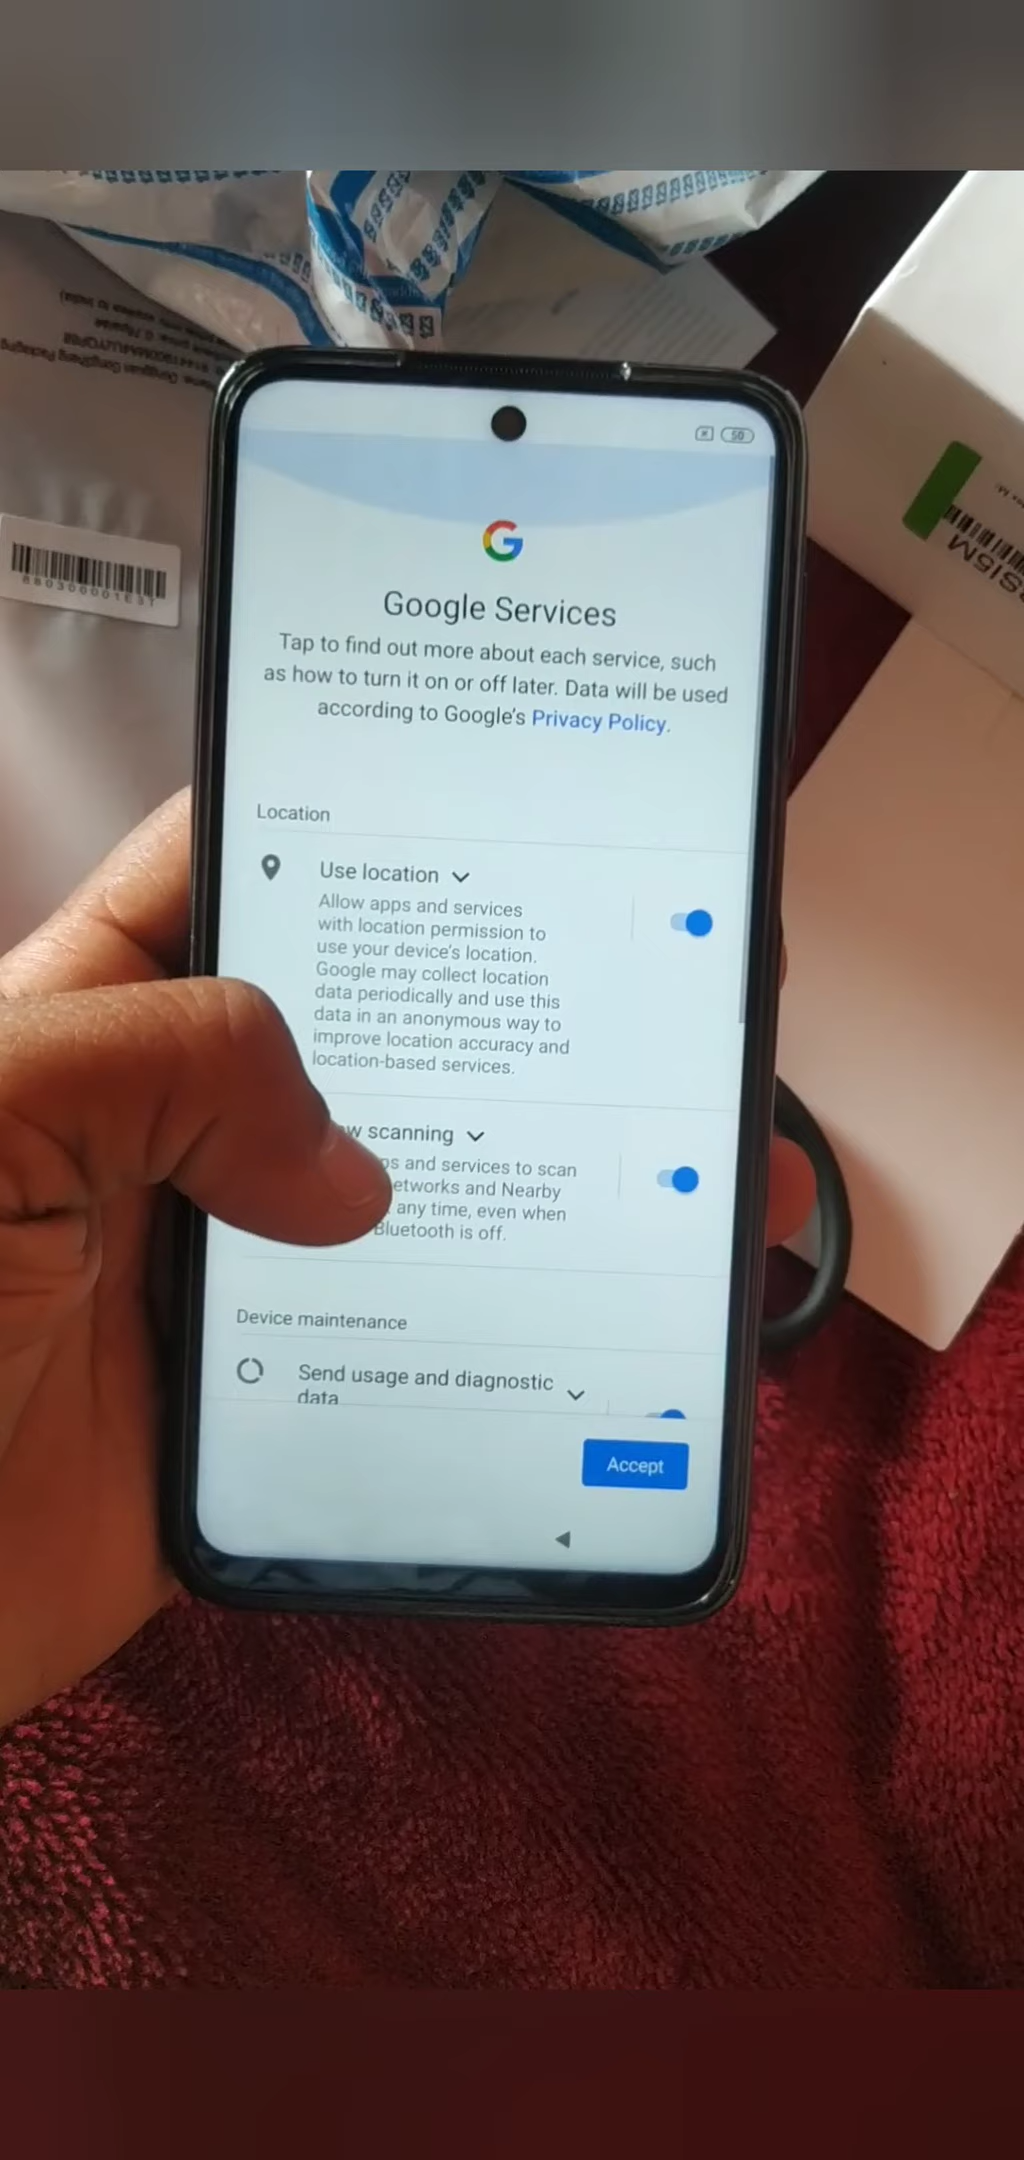 50
Google Services
Tap to find out more about each service, such
as how to turn it on or off later. Data will be used
according to Google's Privacy Policy.
Location
Use location
Allow apps and services
with location permission to
use your device's location.
Google may collect location
data periodically and use this
data in an anonymous way to
improve location accuracy and
location-based services.
scanning
and services to scan
and Nearby
any time, even when
Bluetooth is off.
Device maintenance
Send usage and diagnostic
data
Accept